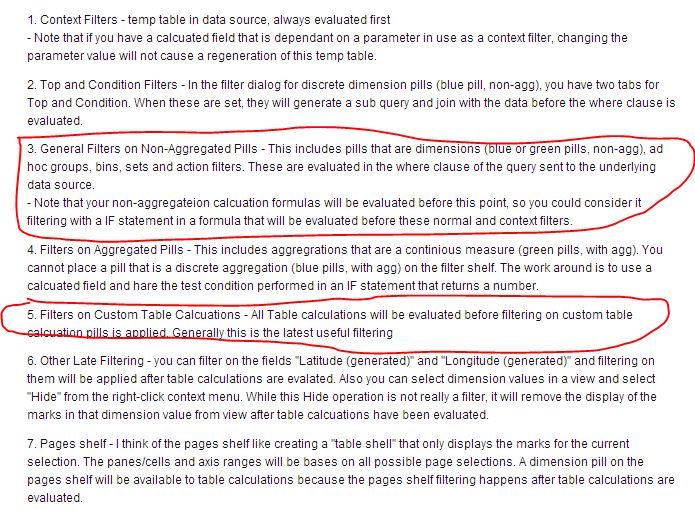 1. Context Filters - temp table in data source, always evaluated first
- Note that if you have a calcuated field that is dependant on a parameter in use as a context filter, changing the
parameter value will not cause a regeneration of this temp table.
2. Top and Condition Filters - In the filter dialog for discrete dimension pills (blue pill, non-agg), you have two tabs for
Top and Condition. When these are set, they will generate a sub query and join with the data before the where clause is
evaluated.
3. General Filters on Non-Aggregated Pills - This includes pills that are dimensions (blue or green pills, non-agg), ad
hoc groups, bins, sets and action filters. These are evaluated in the where clause of the query sent to the underlying
data source.
- Note that your non-aggregateion calcuation formulas will be evaluated before this point, so you could consider it
filtering with a IF statement in a formula that will be evaluated before these normal and context filters.
4. Filters on Aggregated Pills - This includes aggregrations that are a continious measure (green pills, with agg). You
cannot place a pill that is a discrete aggregation (blue pills, with agg) on the filter shelf. The work around is to use a
calcuated field and hare the test condition performed in an IF statement that returns a number.
5. Filters on Custom Table Calcuations - All Table calculations will be evaluated before filtering on custom table
calcuation pills is applied. Generally this is the latest useful filtering
6. Other Late Filtering - you can filter on the fields "Latitude (generated)" and "Longitude (generated)" and filtering on
them will be applied after table calculations are evalated. Also you can select dimension values in a view and select
"Hide" from the right-click context menu. While this Hide operation is not really a filter, it will remove the display of the
marks in that dimension value from view after table calcuations have been evaluated.
7. Pages shelf - I think of the pages shelf like creating a "table shell" that only displays the marks for the current
selection. The panes/cells and axis ranges will be bases on all possible page selections. A dimension pill on the
pages shelf will be available to table calculations because the pages shelf filtering happens after table calculations are
evaluated.